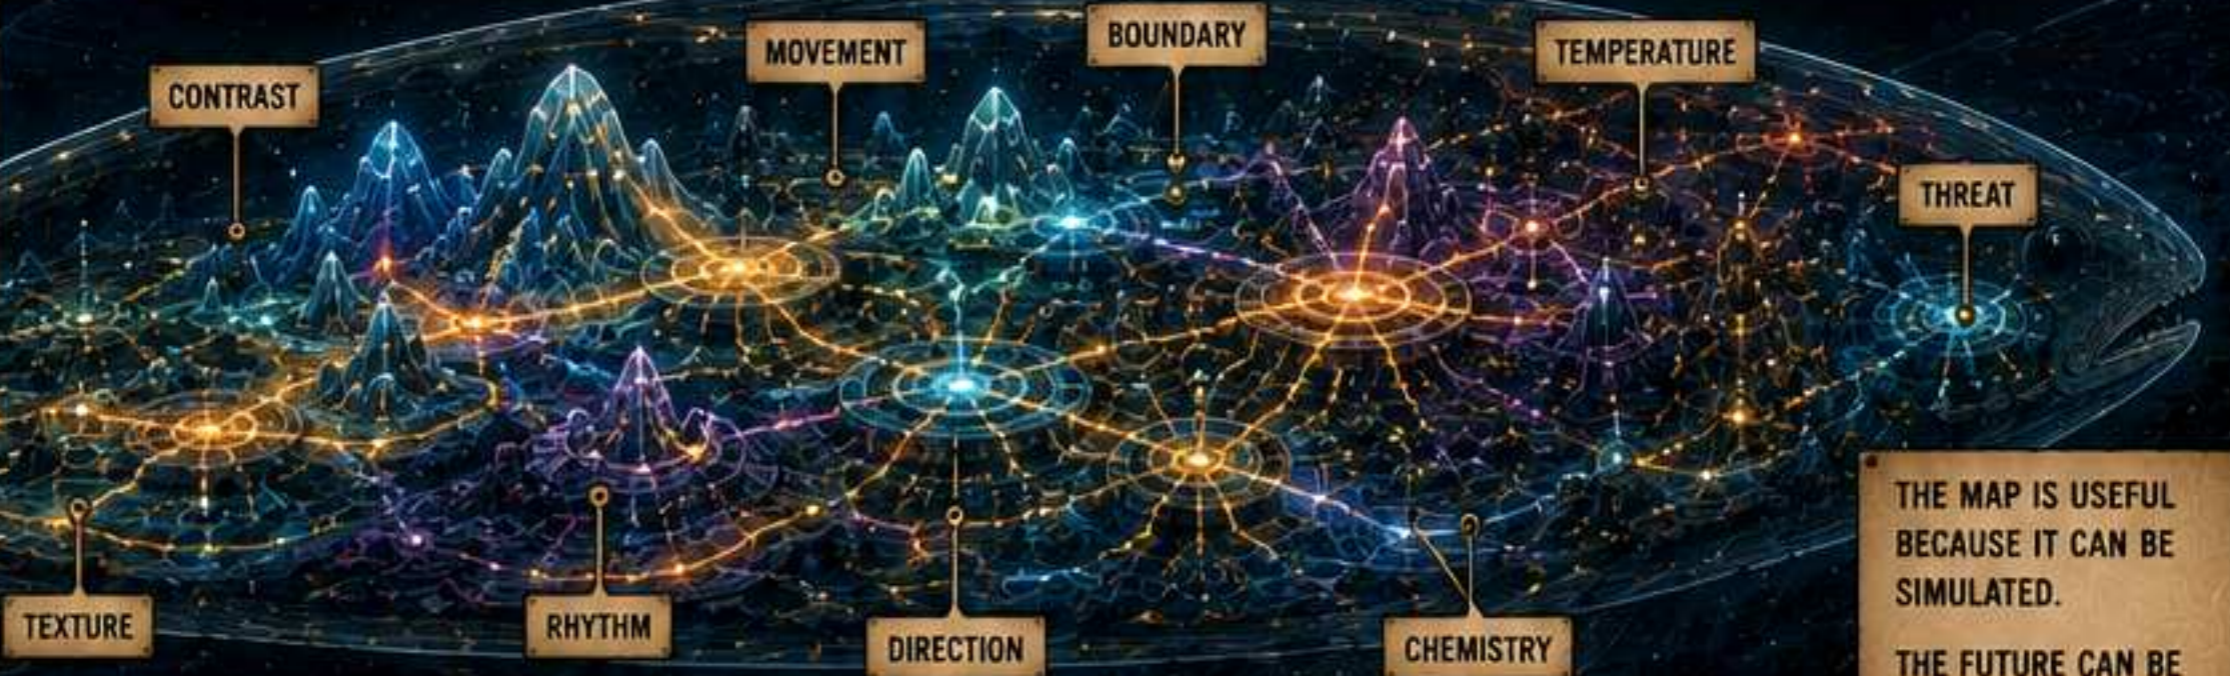 CONTRAST
MOVEMENT
BOUNDARY
TEMPERATURE
THREAT
TEXTURE
RHYTHM
DIRECTION
CHEMISTRY
THE MAP IS USEFUL
BECAUSE IT CAN BE
SIMULATED.
THE FUTURE CAN BE